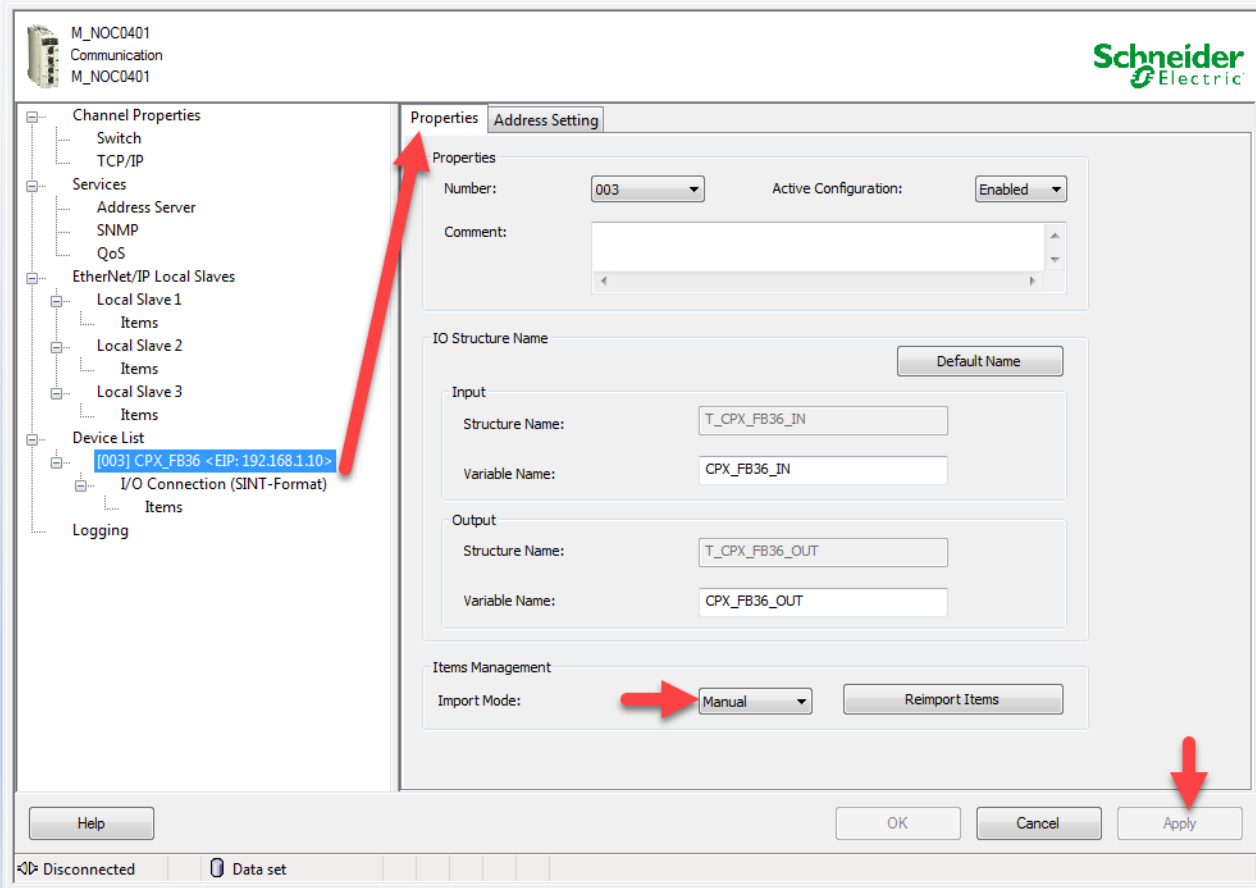 M_NOC0401
Communication
M_NOC0401
Schneider
Electric
Channel Properties
Switch
TCP/IP
Services
Address Server
SNMP
QoS
EtherNet/IP Local Slaves
Local Slave 1
Items
Local Slave 2
Items
Local Slave 3
Items
Device List
[003] CPX_FB36 <EIP: 192.168.1.10>
I/O Connection (SINT-Format)
Items
Logging
Properties Address Setting
Properties
Number: 003 Active Configuration: Enabled
Comment:
IO Structure Name
Default Name
Input
Structure Name: T_CPX_FB36_IN
Variable Name: CPX_FB36_IN
Output
Structure Name: T_CPX_FB36_OUT
Variable Name: CPX_FB36_OUT
Items Management
Import Mode: Manual Reimport Items
Help OK Cancel Apply
Disconnected Data set